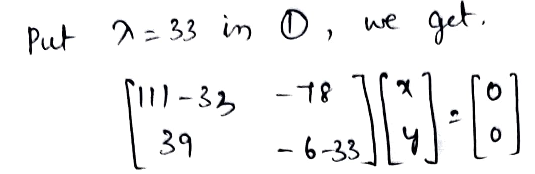 Put λ = 33 in ①, we get.
[111-33 -78] [x] = [0]
[39 -6-33] [y] [0]